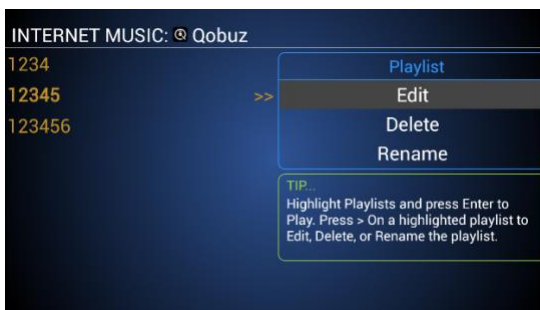 INTERNET MUSIC: Qobuz
1234
12345 >>
123456
Playlist
Edit
Delete
Rename
TIP...
Highlight Playlists and press Enter to
Play. Press > On a highlighted playlist to
Edit, Delete, or Rename the playlist.